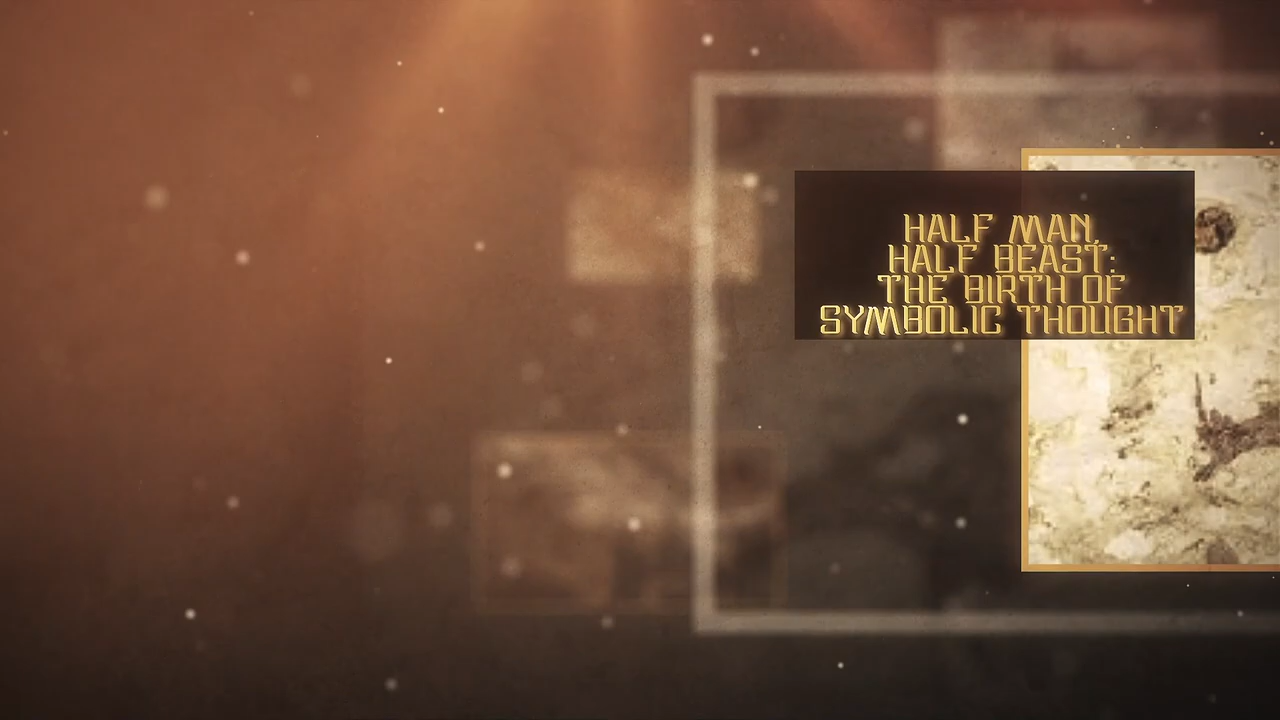 HALF MAN,
HALF BEAST:
THE BIRTH OF
SYMBOLIC THOUGHT